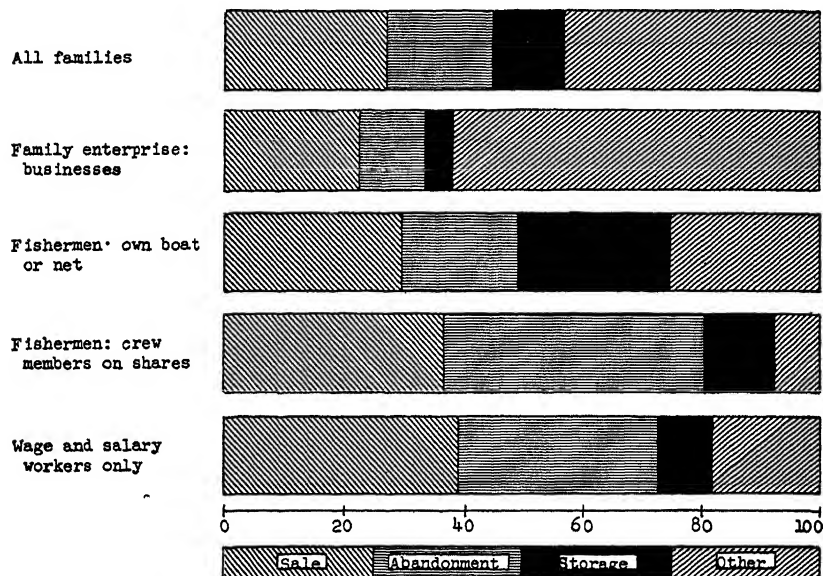 All families
Family enterprise:
businesses
Fishermen· own boat
or net
Fishermen: crew
members on shares
Wage and salary
workers only
0 20 40 60 80 100
Sale Abandonment Storage Other